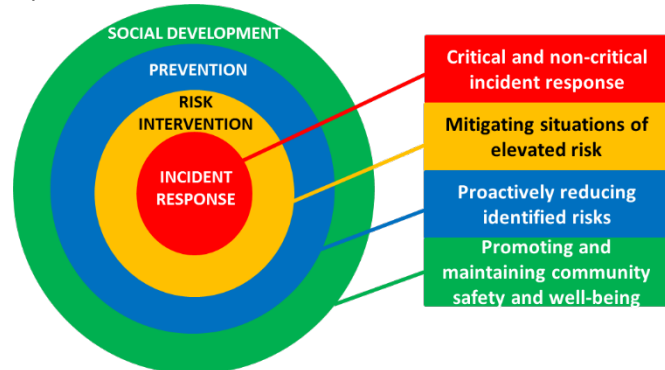 SOCIAL DEVELOPMENT
PREVENTION
RISK
INTERVENTION
INCIDENT
RESPONSE
Critical and non-critical
incident response
Mitigating situations of
elevated risk
Proactively reducing
identified risks
Promoting and
maintaining community
safety and well-being